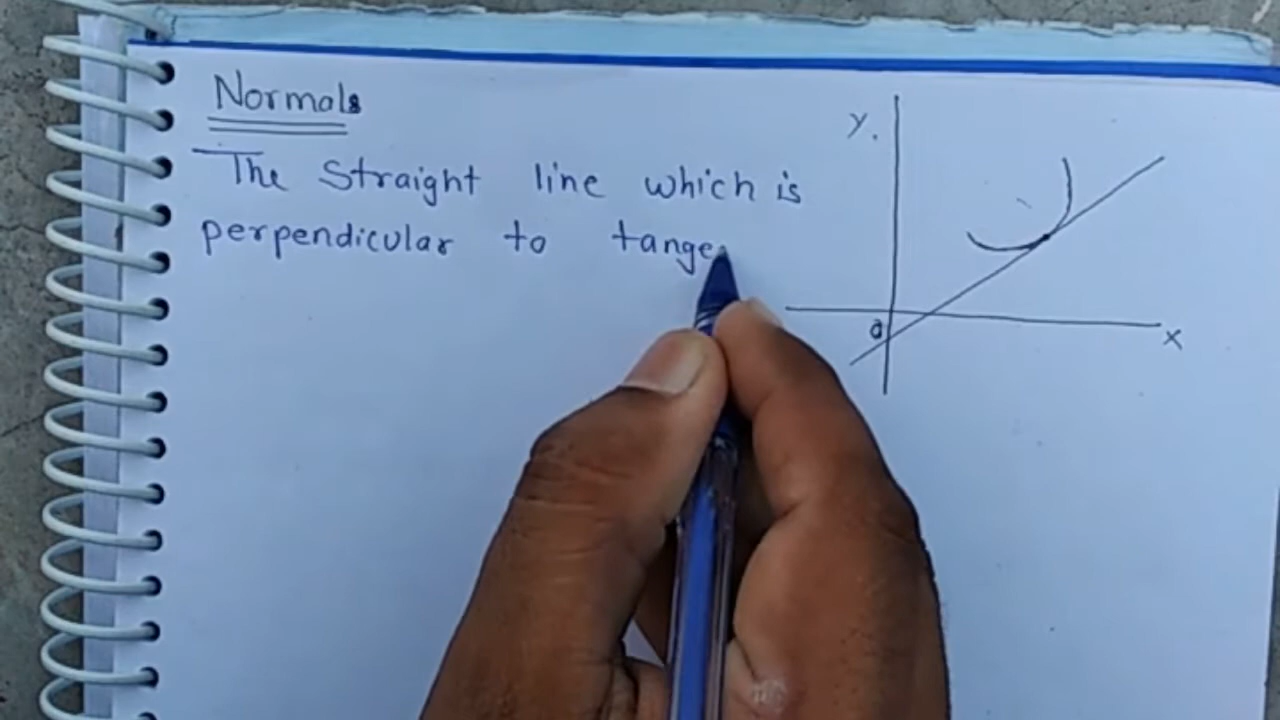 Normals
The straight line which is
perpendicular to tange
y.
0
x